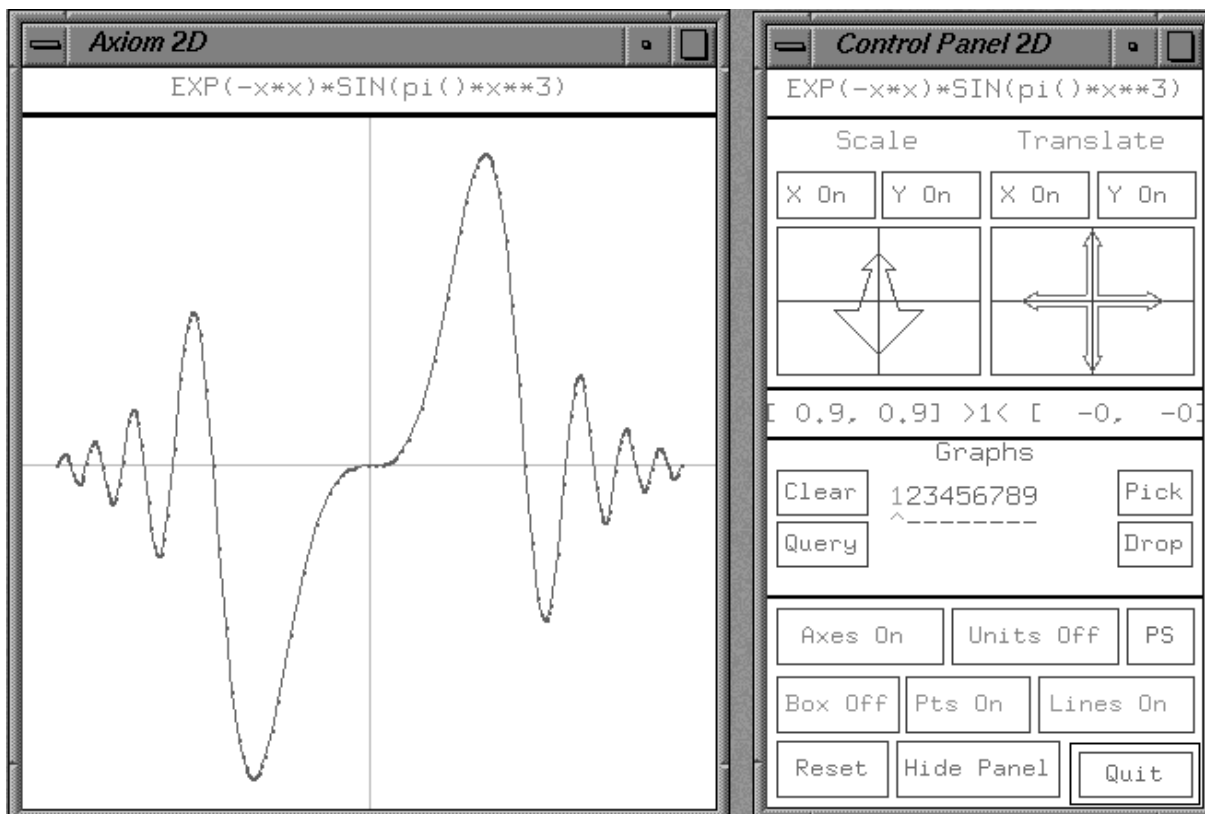 Axiom 2D
EXP(-x*x)*SIN(pi()*x**3)
Control Panel 2D
EXP(-x*x)*SIN(pi()*x**3)
Scale Translate
X On Y On X On Y On
[ 0.9, 0.9] >1< [ -0, -0]
Graphs
Clear 123456789 Pick
^--------
Query Drop
Axes On Units Off PS
Box Off Pts On Lines On
Reset Hide Panel Quit